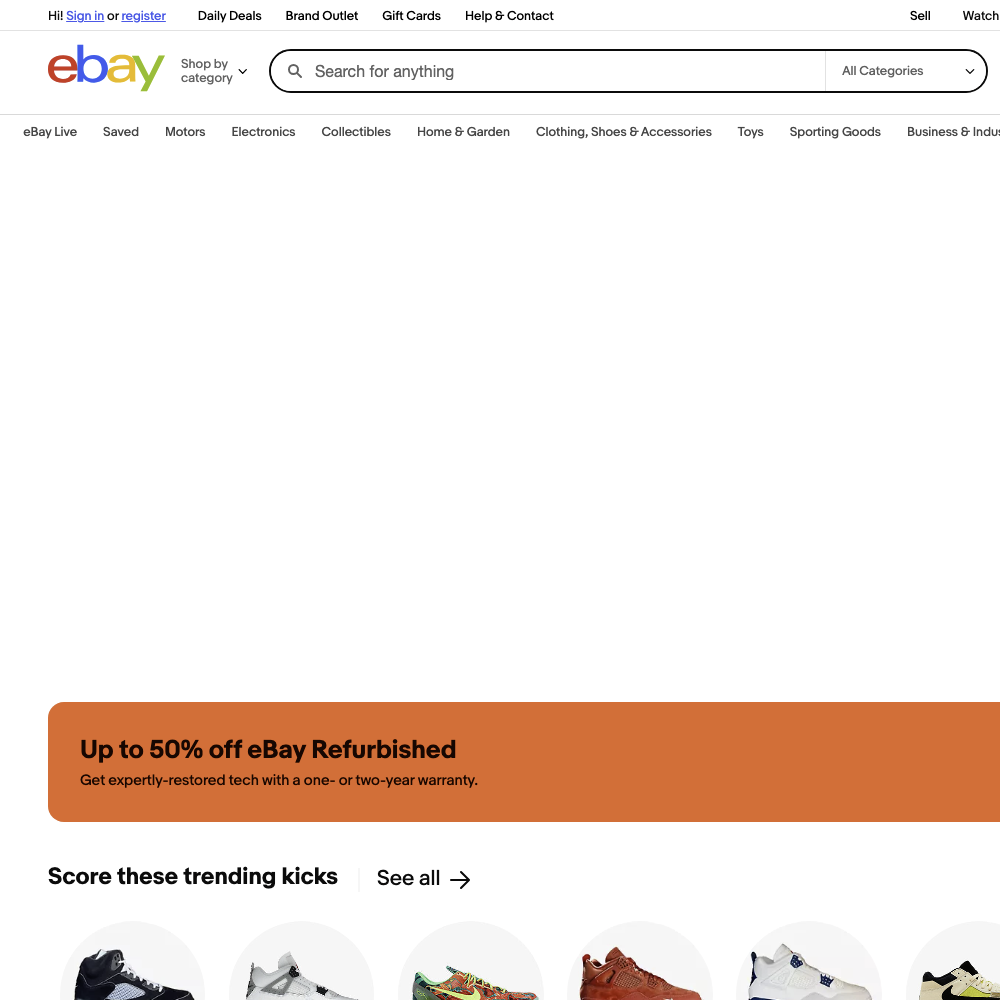 Hi! Sign in or register Daily Deals Brand Outlet Gift Cards Help & Contact Sell Watch
ebay
Shop by
category
Search for anything
All Categories
eBay Live Saved Motors Electronics Collectibles Home & Garden Clothing, Shoes & Accessories Toys Sporting Goods Business & Indus
Up to 50% off eBay Refurbished
Get expertly-restored tech with a one- or two-year warranty.
Score these trending kicks See all